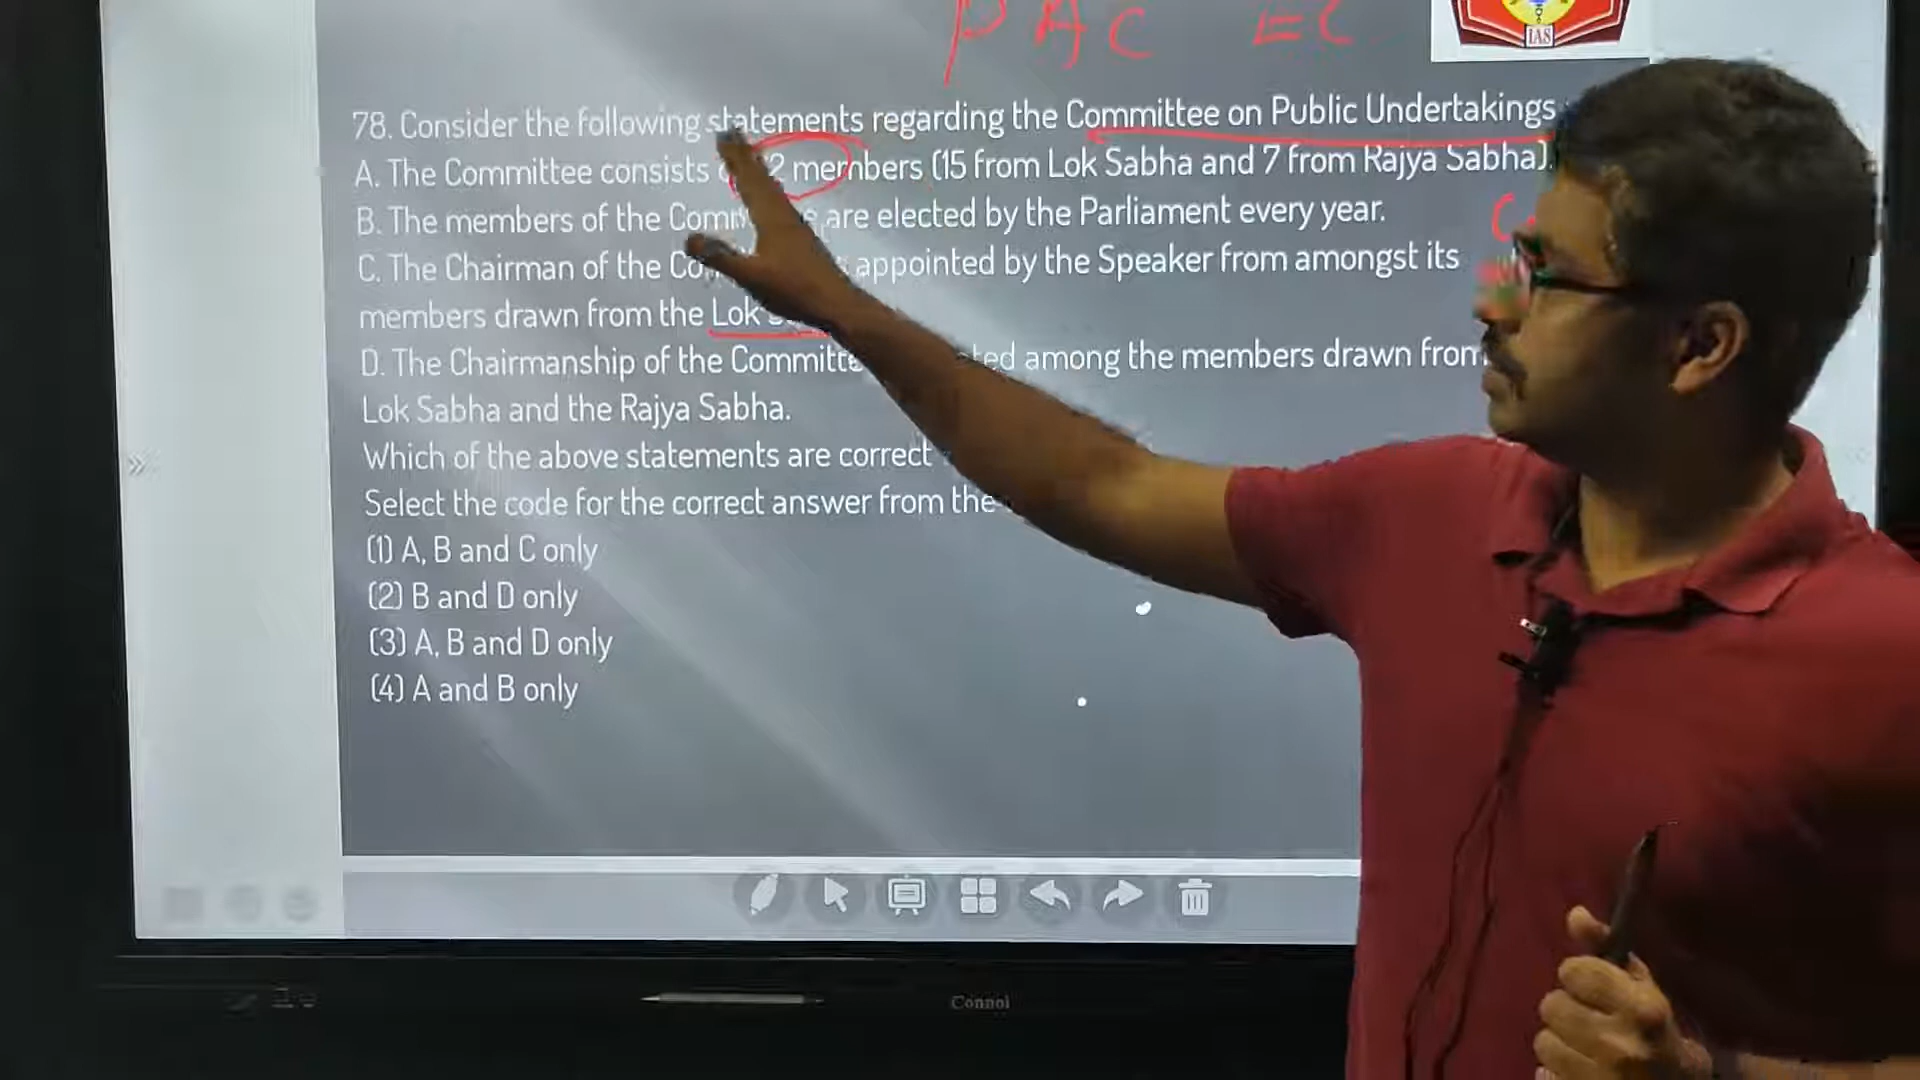 P A C EC
IAS
78. Consider the following statements regarding the Committee on Public Undertakings
A. The Committee consists 22 members (15 from Lok Sabha and 7 from Rajya Sabha).
B. The members of the are elected by the Parliament every year.
C. The Chairman of the appointed by the Speaker from amongst its
members drawn from the Lok
D. The Chairmanship of the Committe among the members drawn from
Lok Sabha and the Rajya Sabha.
Which of the above statements are correct
Select the code for the correct answer from the
(1) A, B and C only
(2) B and D only
(3) A, B and D only
(4) A and B only
Connoi